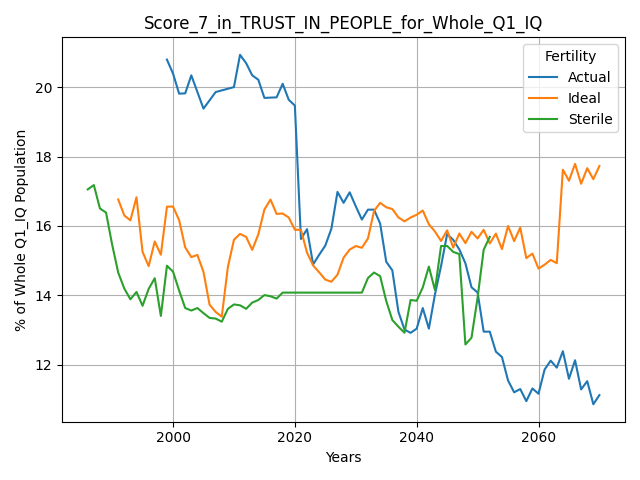 Score_7_in_TRUST_IN_PEOPLE_for_Whole_Q1_IQ
% of Whole Q1_IQ Population
20
18
16
14
12
Fertility
Actual
Ideal
Sterile
2000 2020 2040 2060
Years